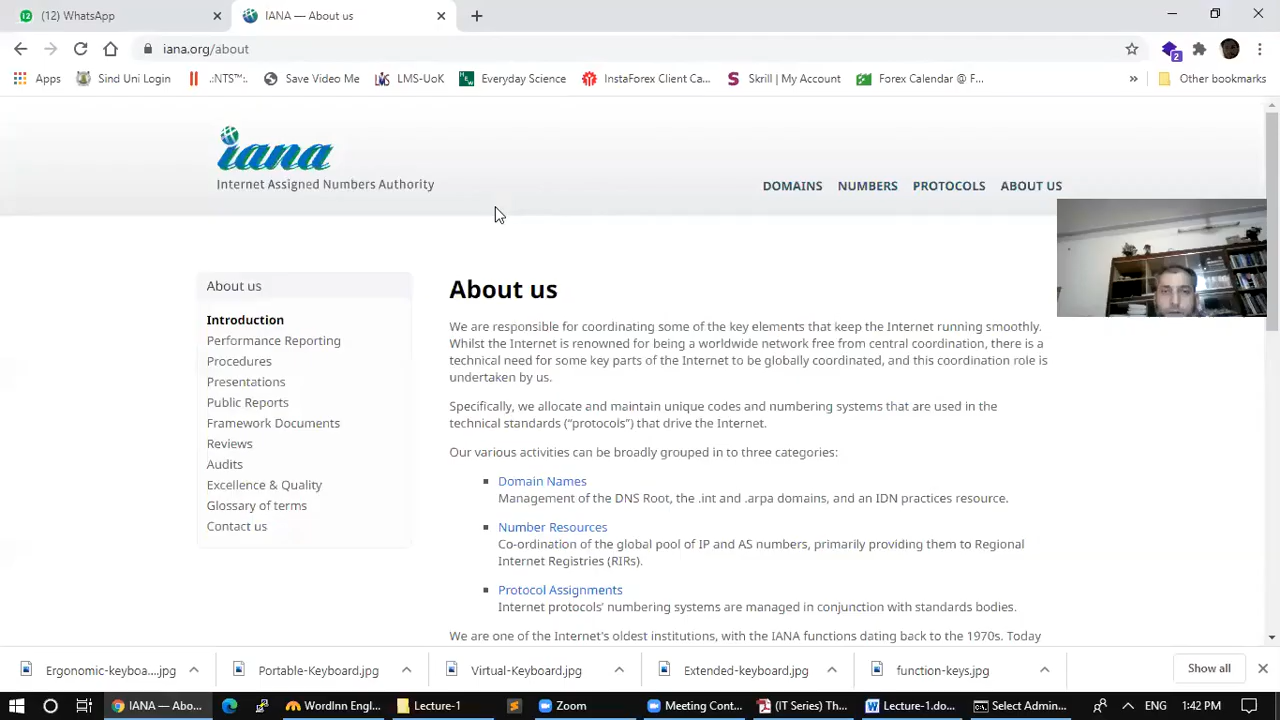 (12) WhatsApp
IANA — About us
iana.org/about
2
Apps
Sind Uni Login
.:NTS™:.
Save Video Me
LMS-UoK
Everyday Science
InstaForex Client Ca...
Skrill | My Account
Forex Calendar @ F...
»
Other bookmarks
iana
Internet Assigned Numbers Authority
DOMAINS NUMBERS PROTOCOLS ABOUT US
About us
Introduction
Performance Reporting
Procedures
Presentations
Public Reports
Framework Documents
Reviews
Audits
Excellence & Quality
Glossary of terms
Contact us
About us
We are responsible for coordinating some of the key elements that keep the Internet running smoothly.
Whilst the Internet is renowned for being a worldwide network free from central coordination, there is a
technical need for some key parts of the Internet to be globally coordinated, and this coordination role is
undertaken by us.
Specifically, we allocate and maintain unique codes and numbering systems that are used in the
technical standards (“protocols”) that drive the Internet.
Our various activities can be broadly grouped in to three categories:
Domain Names
Management of the DNS Root, the .int and .arpa domains, and an IDN practices resource.
Number Resources
Co-ordination of the global pool of IP and AS numbers, primarily providing them to Regional
Internet Registries (RIRs).
Protocol Assignments
Internet protocols’ numbering systems are managed in conjunction with standards bodies.
We are one of the Internet's oldest institutions, with the IANA functions dating back to the 1970s. Today
Ergonomic-keyboa....jpg
Portable-Keyboard.jpg
Virtual-Keyboard.jpg
Extended-keyboard.jpg
function-keys.jpg
Show all
IANA — Abo...
WordInn Engl...
Lecture-1
Zoom
Meeting Cont...
(IT Series) Th...
Lecture-1.do...
Select Admin...
ENG
1:42 PM